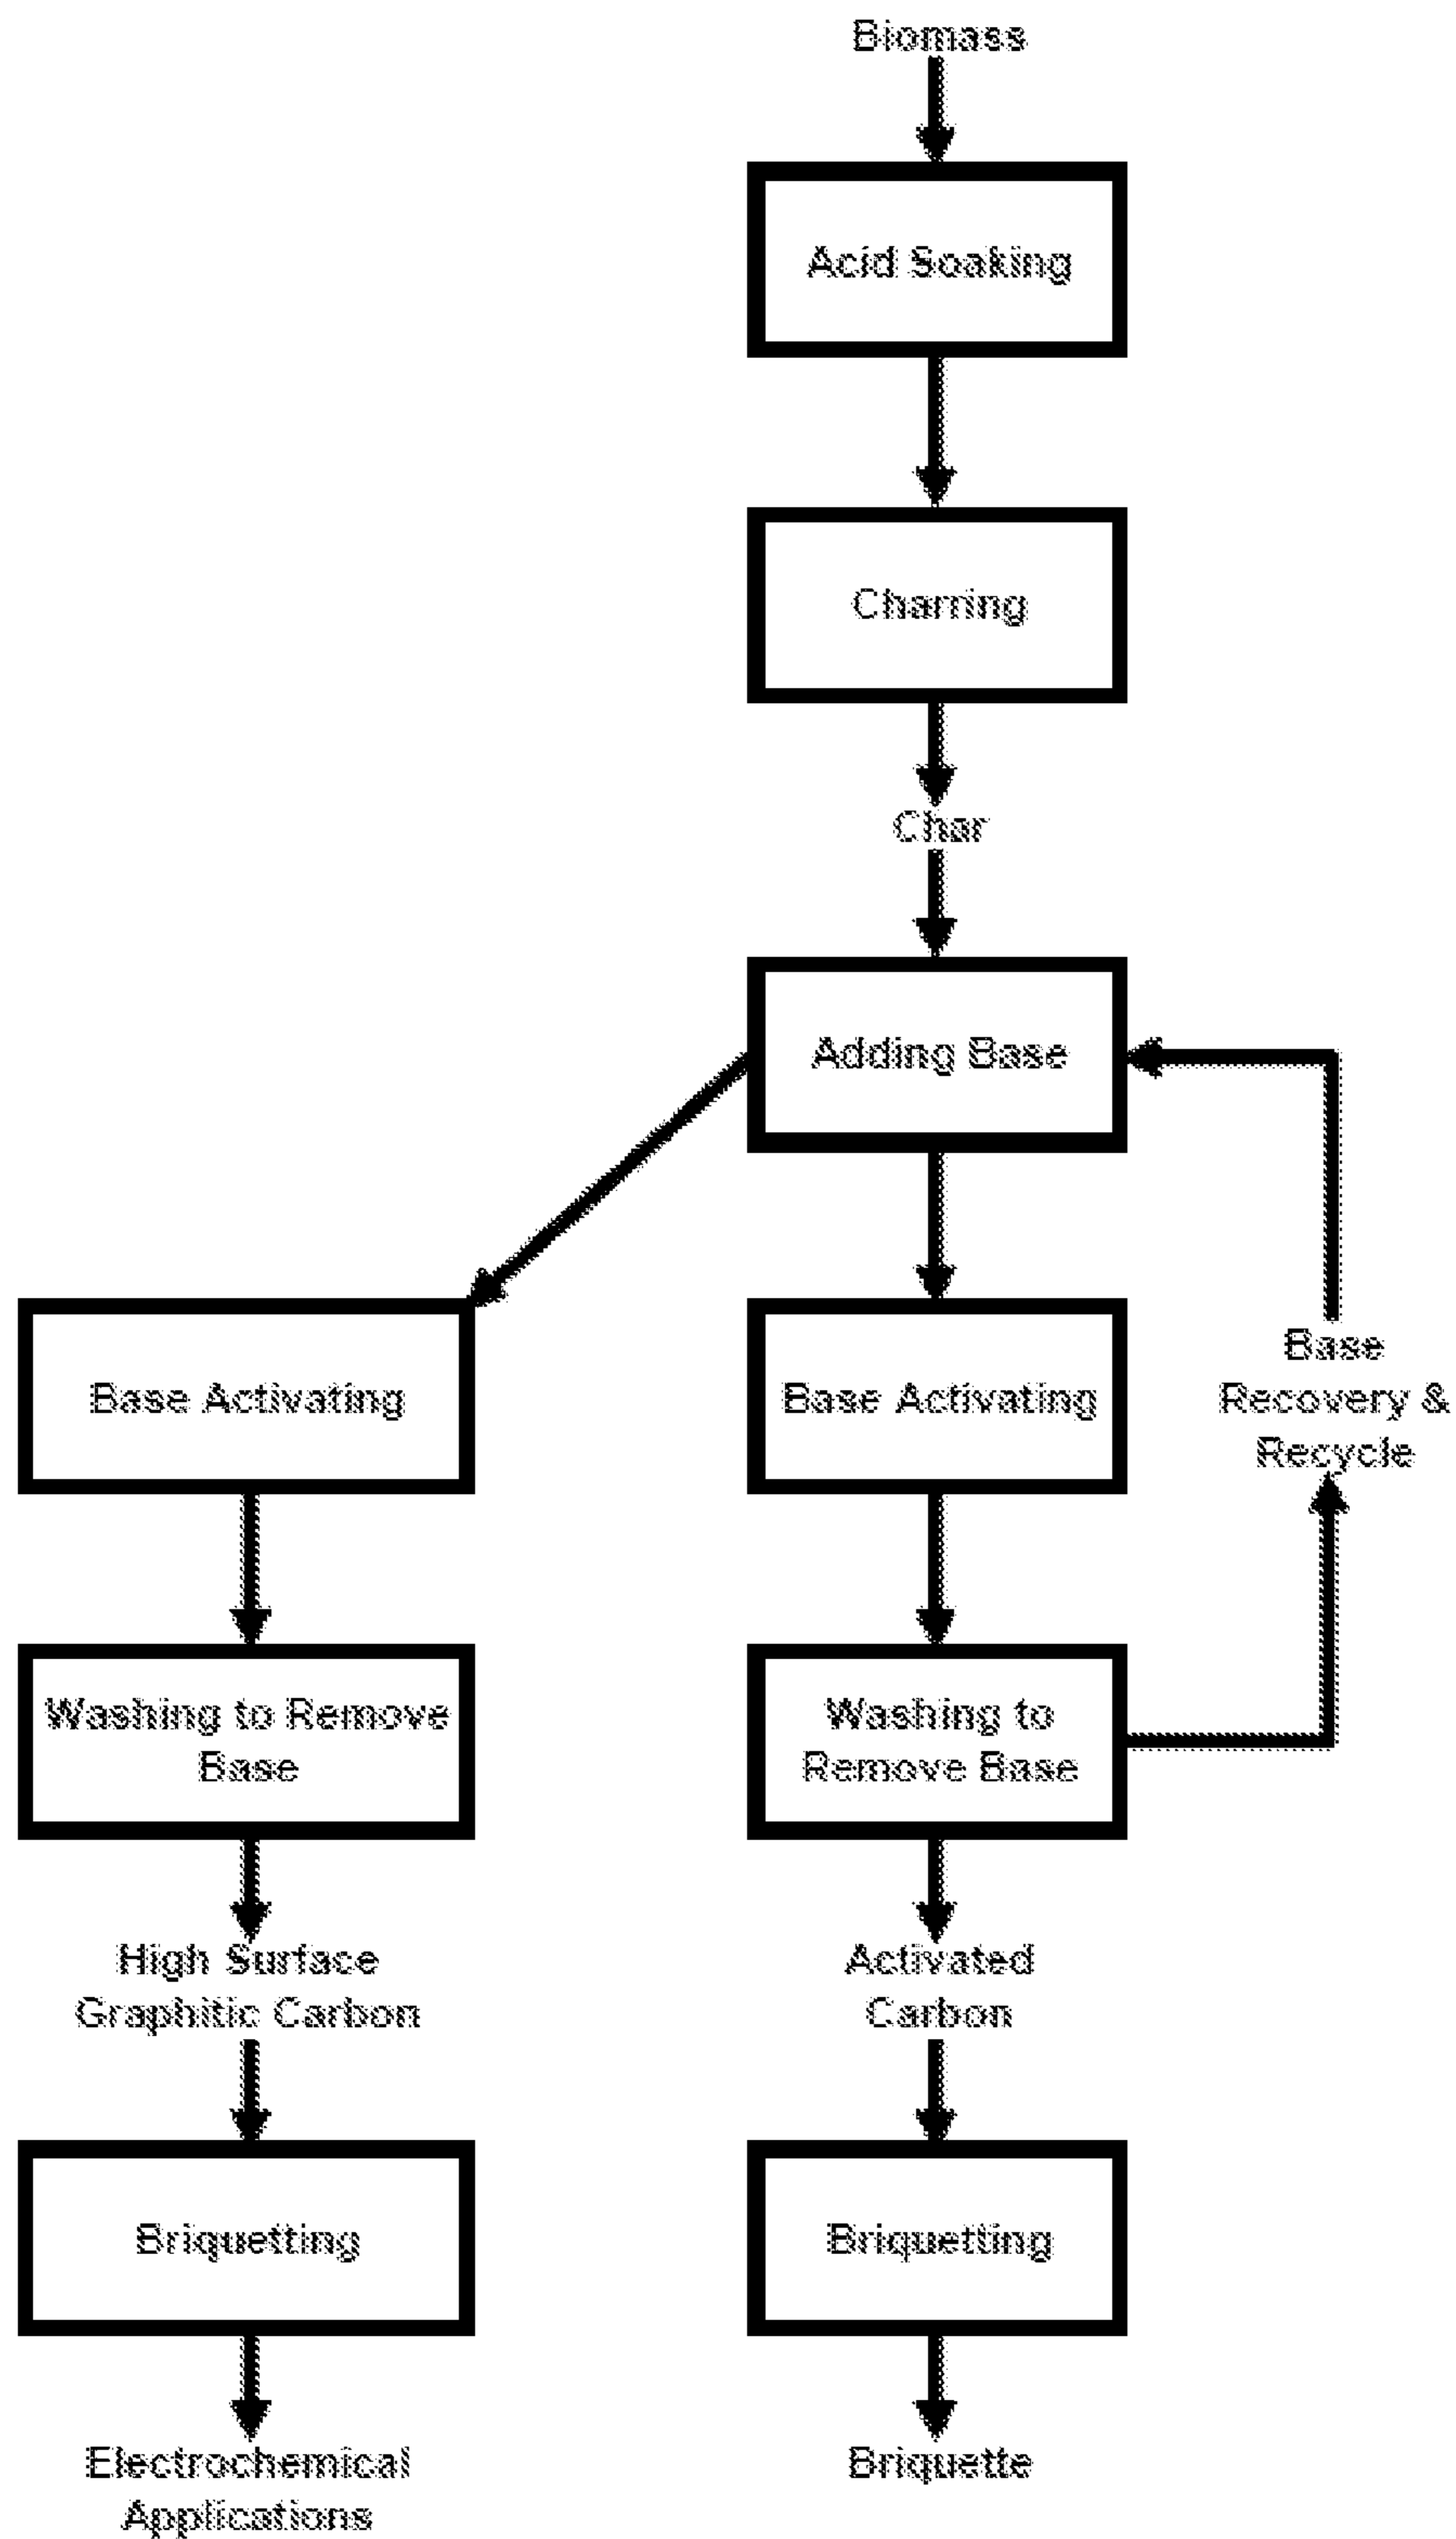 Biomass
Acid Soaking
Charring
Char
Adding Base
Base Activating
Base Activating
Base
Recovery &
Recycle
Washing to Remove
Base
Washing to
Remove Base
High Surface
Graphitic Carbon
Activated
Carbon
Briquetting
Briquetting
Electrochemical
Applications
Briquette